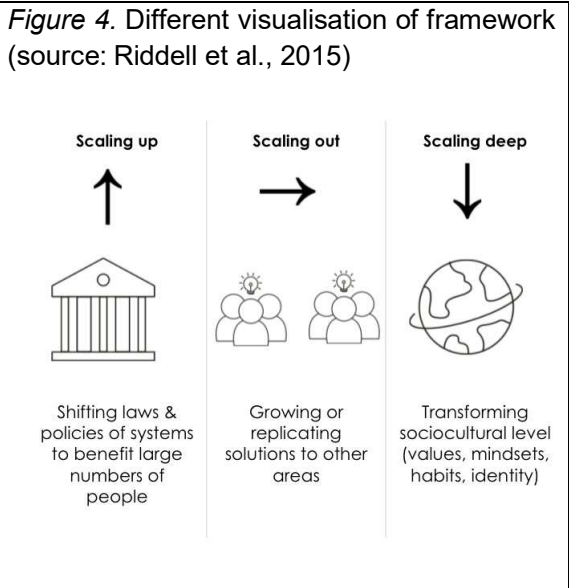 Figure 4. Different visualisation of framework
(source: Riddell et al., 2015)
Scaling up
Scaling out
Scaling deep
Shifting laws &
policies of systems
to benefit large
numbers of
people
Growing or
replicating
solutions to other
areas
Transforming
sociocultural level
(values, mindsets,
habits, identity)